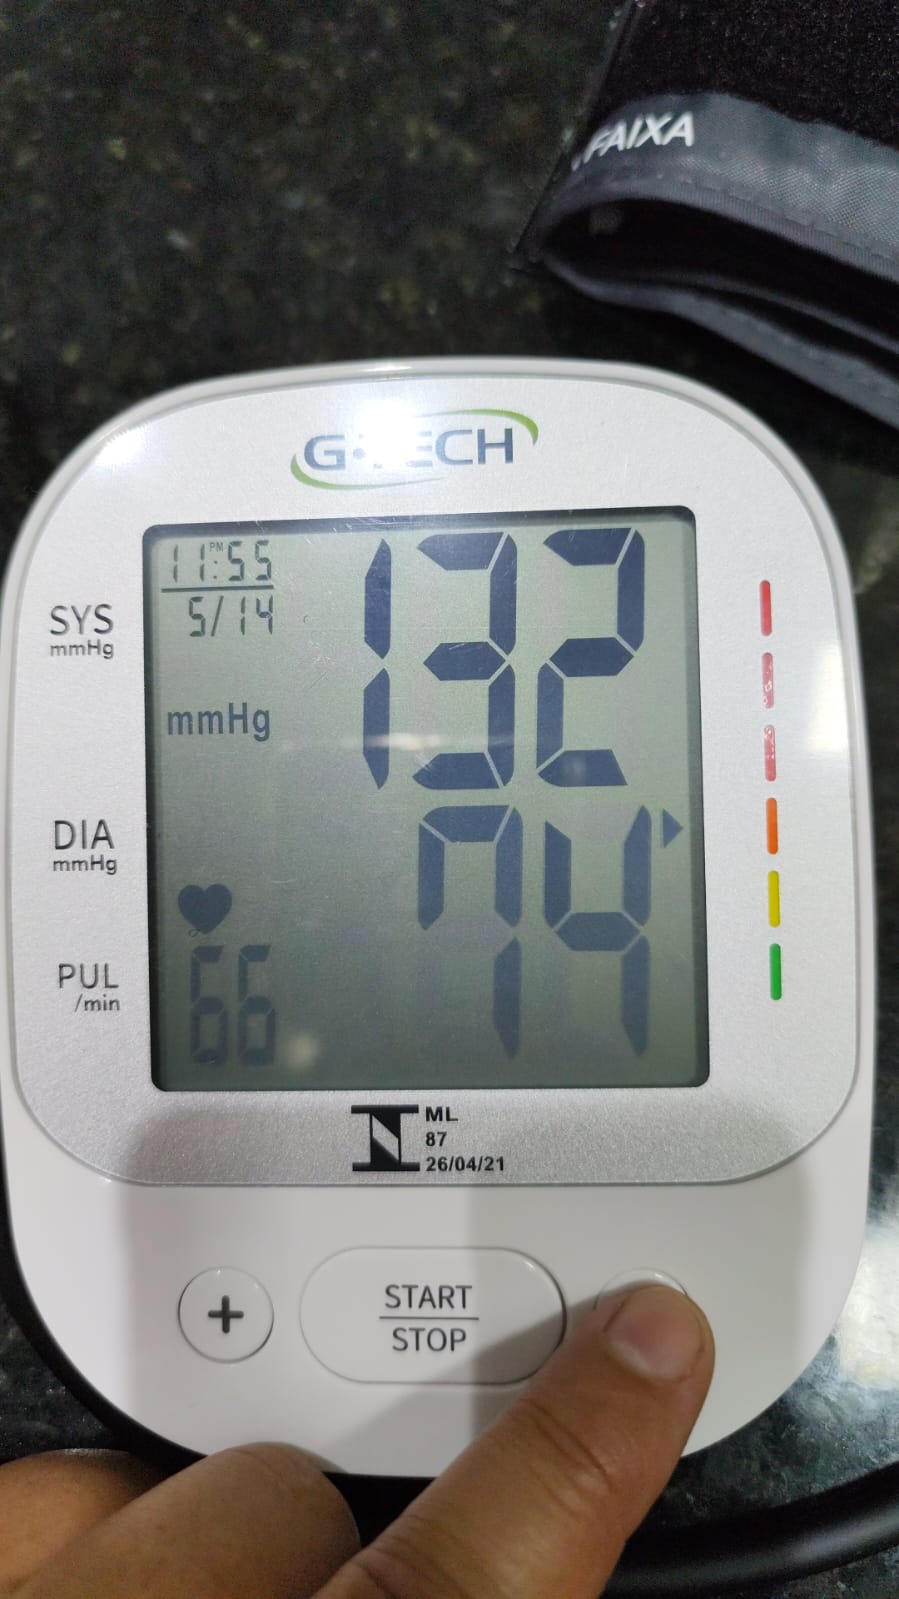 FAIXA
G-TECH
11:55 PM
5/14
SYS
mmHg
mmHg
132
DIA
mmHg
74
PUL
/min
66
ML
87
26/04/21
+
START
STOP